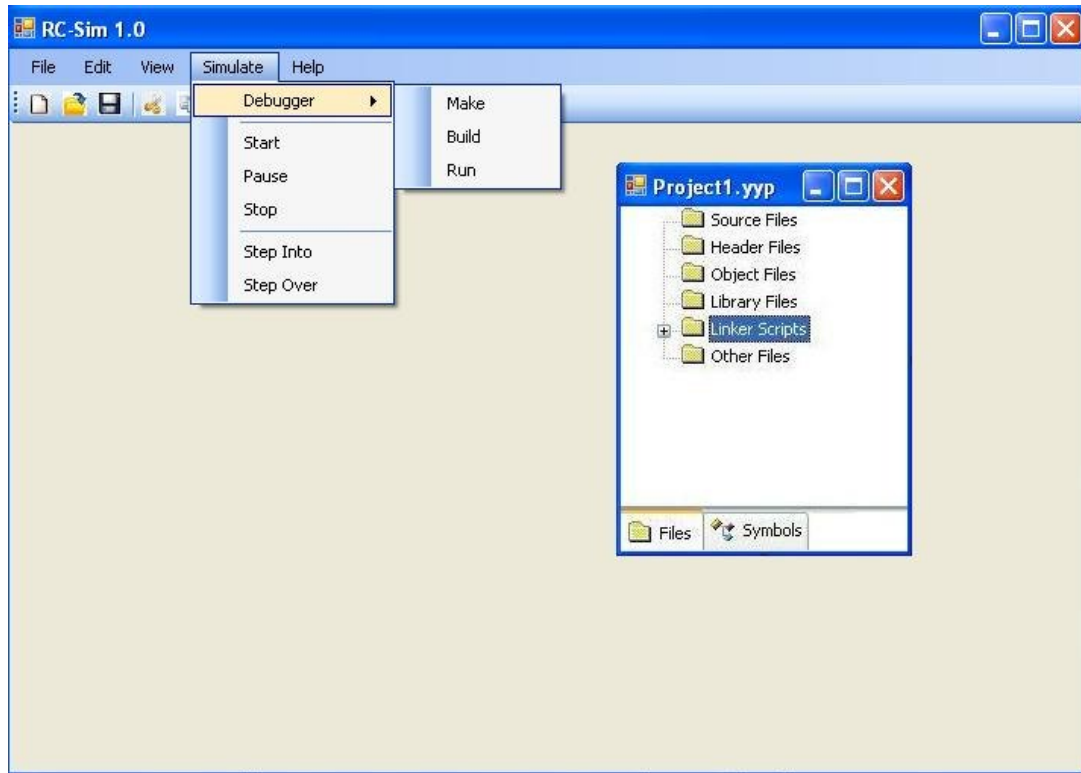 RC-Sim 1.0
File Edit View Simulate Help
Debugger
Start
Pause
Stop
Step Into
Step Over
Make
Build
Run
Project1.yyp
Source Files
Header Files
Object Files
Library Files
Linker Scripts
Other Files
Files Symbols